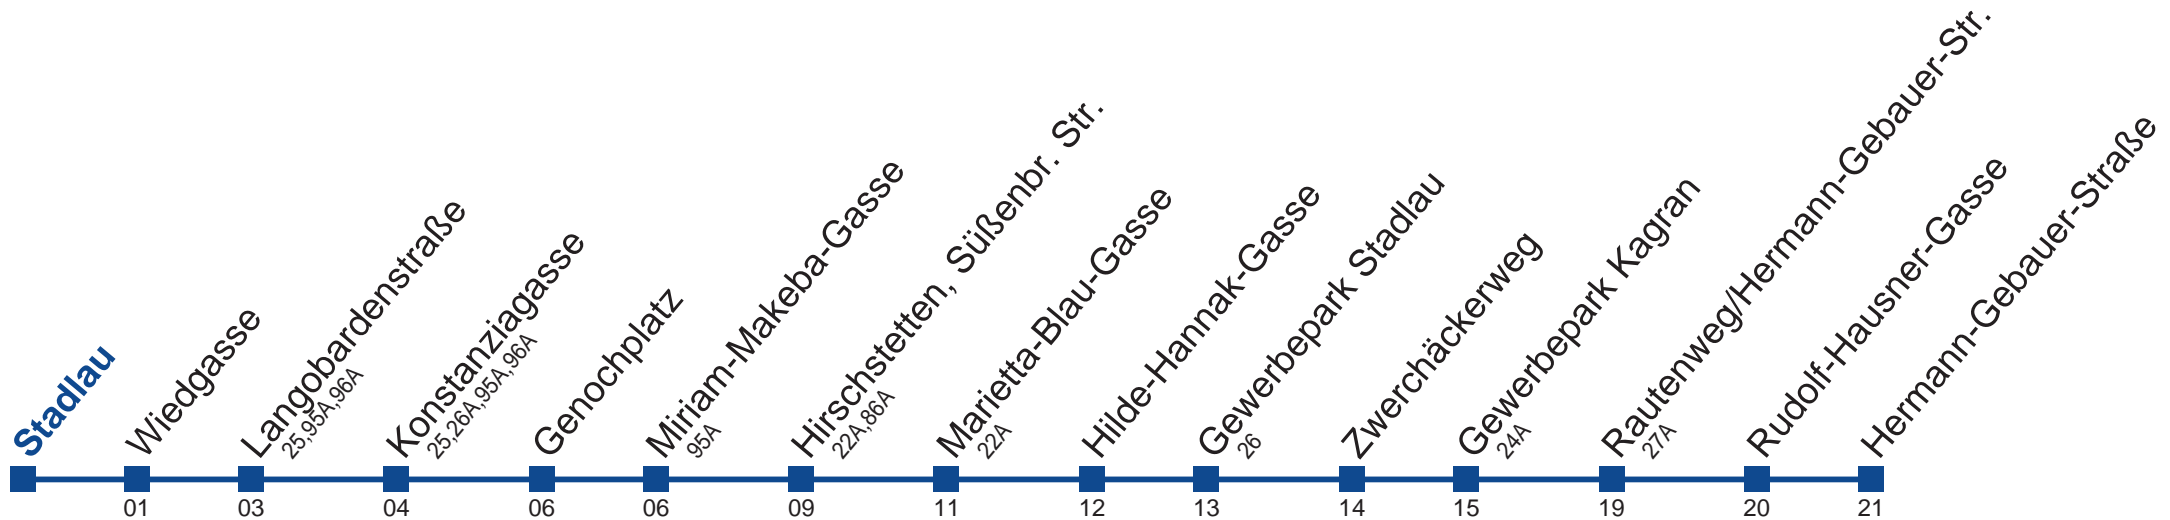 Stadlau
Wiedgasse
01
Langobardenstraße
25,95A,96A
03
Konstanziagasse
25,26A,95A,96A
04
Genochplatz
06
Miriam-Makeba-Gasse
95A
06
Hirschstetten, Süßenbr. Str.
22A,86A
09
Marietta-Blau-Gasse
22A
11
Hilde-Hannak-Gasse
12
Gewerbepark Stadlau
26
13
Zwerchäckerweg
14
Gewerbepark Kagran
24A
15
Rautenweg/Hermann-Gebauer-Str.
27A
19
Rudolf-Hausner-Gasse
20
Hermann-Gebauer-Straße
21